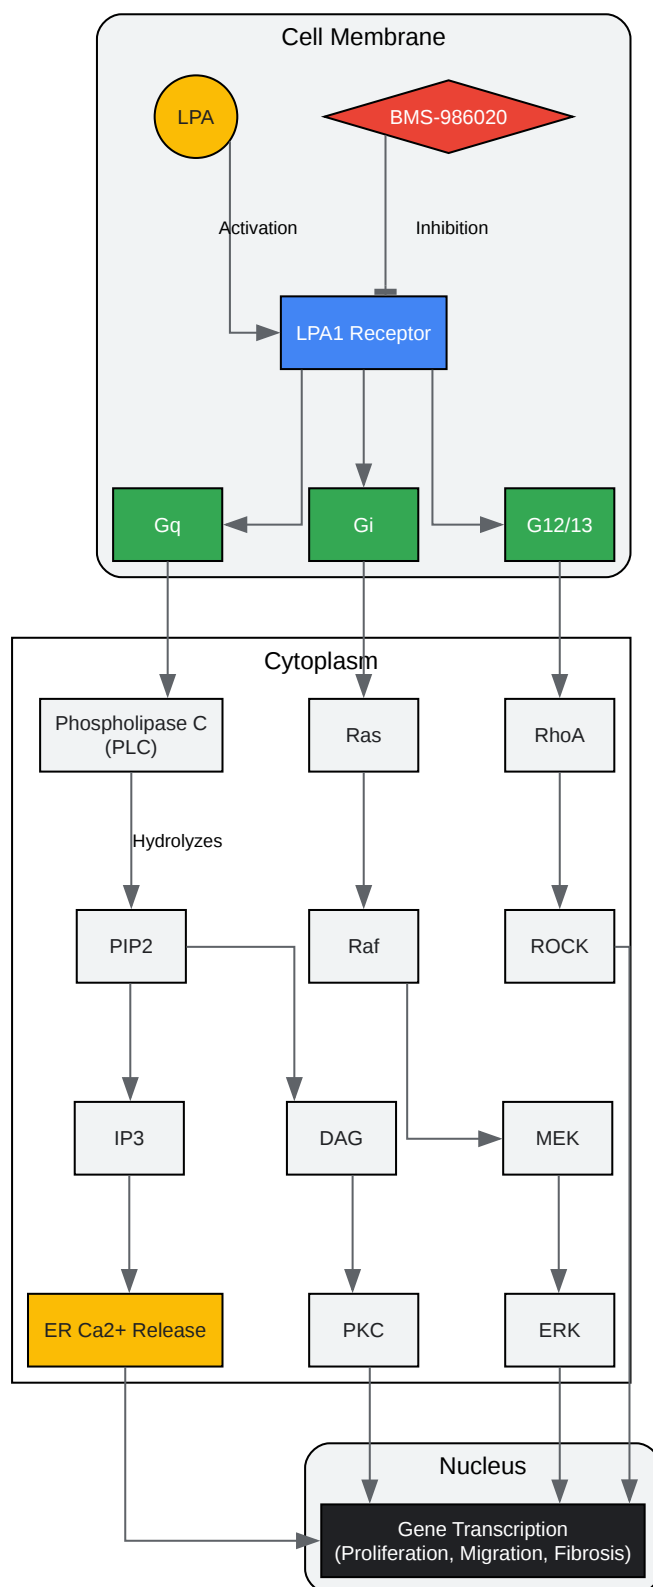 Cell Membrane
LPA
BMS-986020
Activation
Inhibition
LPA1 Receptor
Gq
Gi
G12/13
Cytoplasm
Phospholipase C
(PLC)
Ras
RhoA
Hydrolyzes
PIP2
Raf
ROCK
IP3
DAG
MEK
ER Ca2+ Release
PKC
ERK
Nucleus
Gene Transcription
(Proliferation, Migration, Fibrosis)